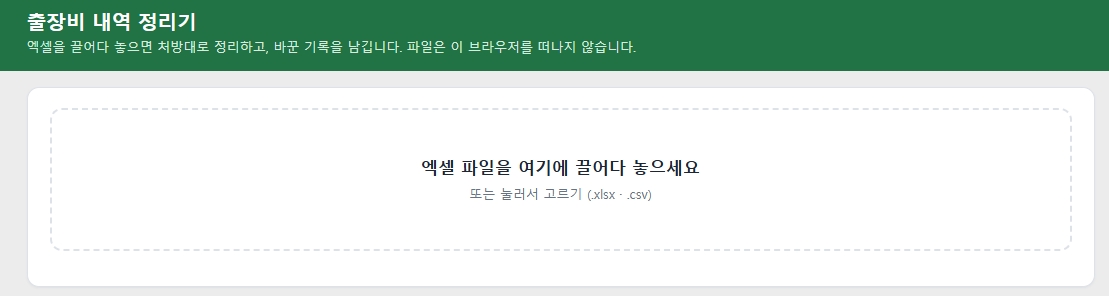 출장비 내역 정리기
엑셀을 끌어다 놓으면 처방대로 정리하고, 바꾼 기록을 남깁니다. 파일은 이 브라우저를 떠나지 않습니다.
엑셀 파일을 여기에 끌어다 놓으세요
또는 눌러서 고르기 (.xlsx · .csv)